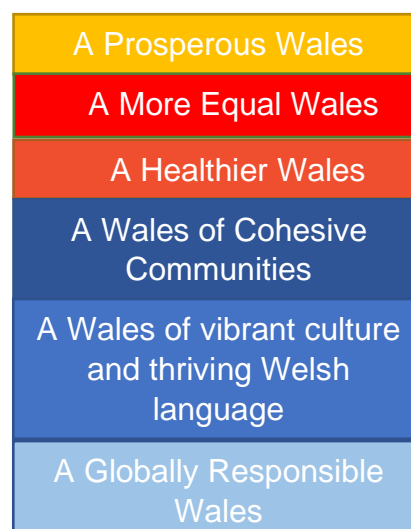 A Prosperous Wales
A More Equal Wales
A Healthier Wales
A Wales of Cohesive
Communities
A Wales of vibrant culture
and thriving Welsh
language
A Globally Responsible
Wales